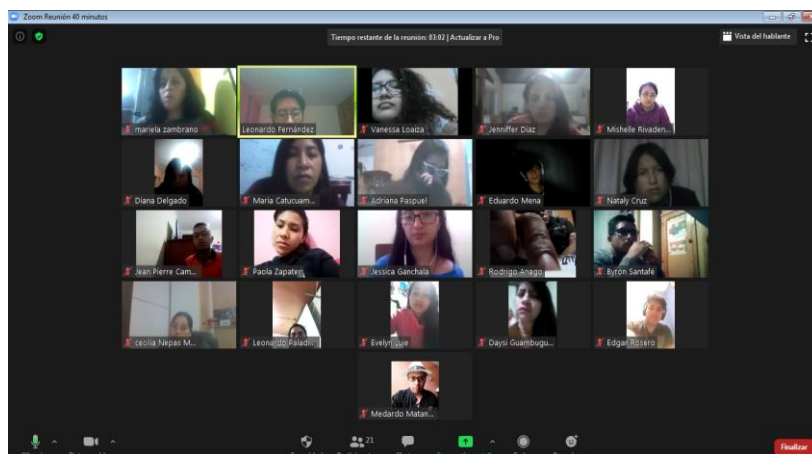 Zoom Reunión 40 minutos
Tiempo restante de la reunión: 03:02 | Actualizar a Pro
Vista del hablante
mariela zambrano
Leonardo Fernández
Vanessa Loaiza
Jenniffer Diaz
Mishelle Rivaden...
Diana Delgado
Maria Catucuam...
Adriana Paspuel
Eduardo Mena
Nataly Cruz
Jean Pierre Cam...
Paola Zapater...
Jessica Ganchala
Rodrigo Anago
Byron Santafé
cecilia Nepas M...
Leonardo Paladi...
Evelyn Luje
Daysi Guambugu...
Edgar Rosero
Medardo Matan...
21
Finalizar